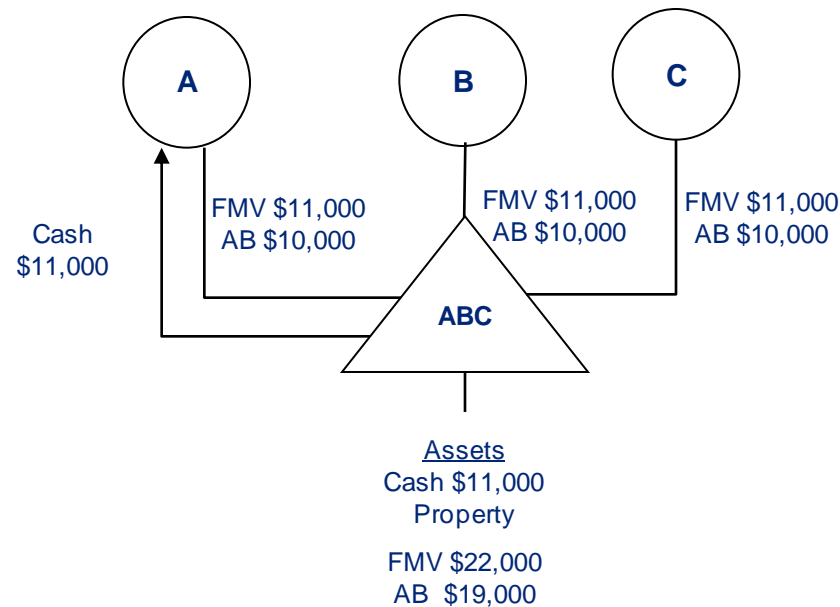 A
B
C
Cash
$11,000
FMV $11,000
AB $10,000
FMV $11,000
AB $10,000
FMV $11,000
AB $10,000
ABC
Assets
Cash $11,000
Property
FMV $22,000
AB $19,000